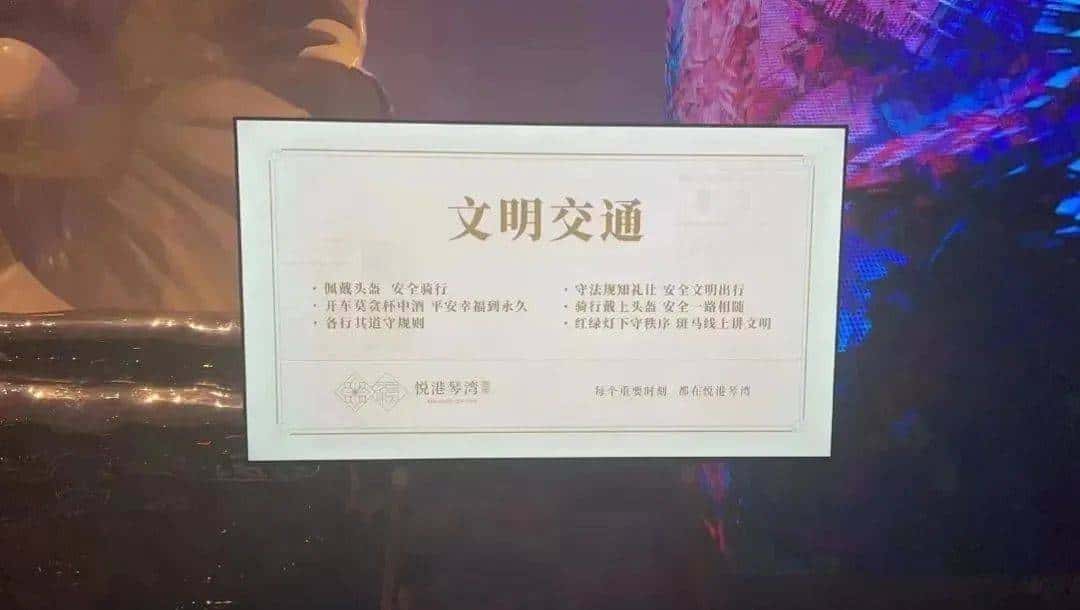 文明交通
· 佩戴头盔 安全骑行
· 开车莫贪杯中酒 平安幸福到永久
· 各行其道守规则
· 守法规知礼让 安全文明出行
· 骑行戴上头盔 安全一路相随
· 红绿灯下守秩序 斑马线上讲文明
悦港琴湾
每个重要时刻 都在悦港琴湾